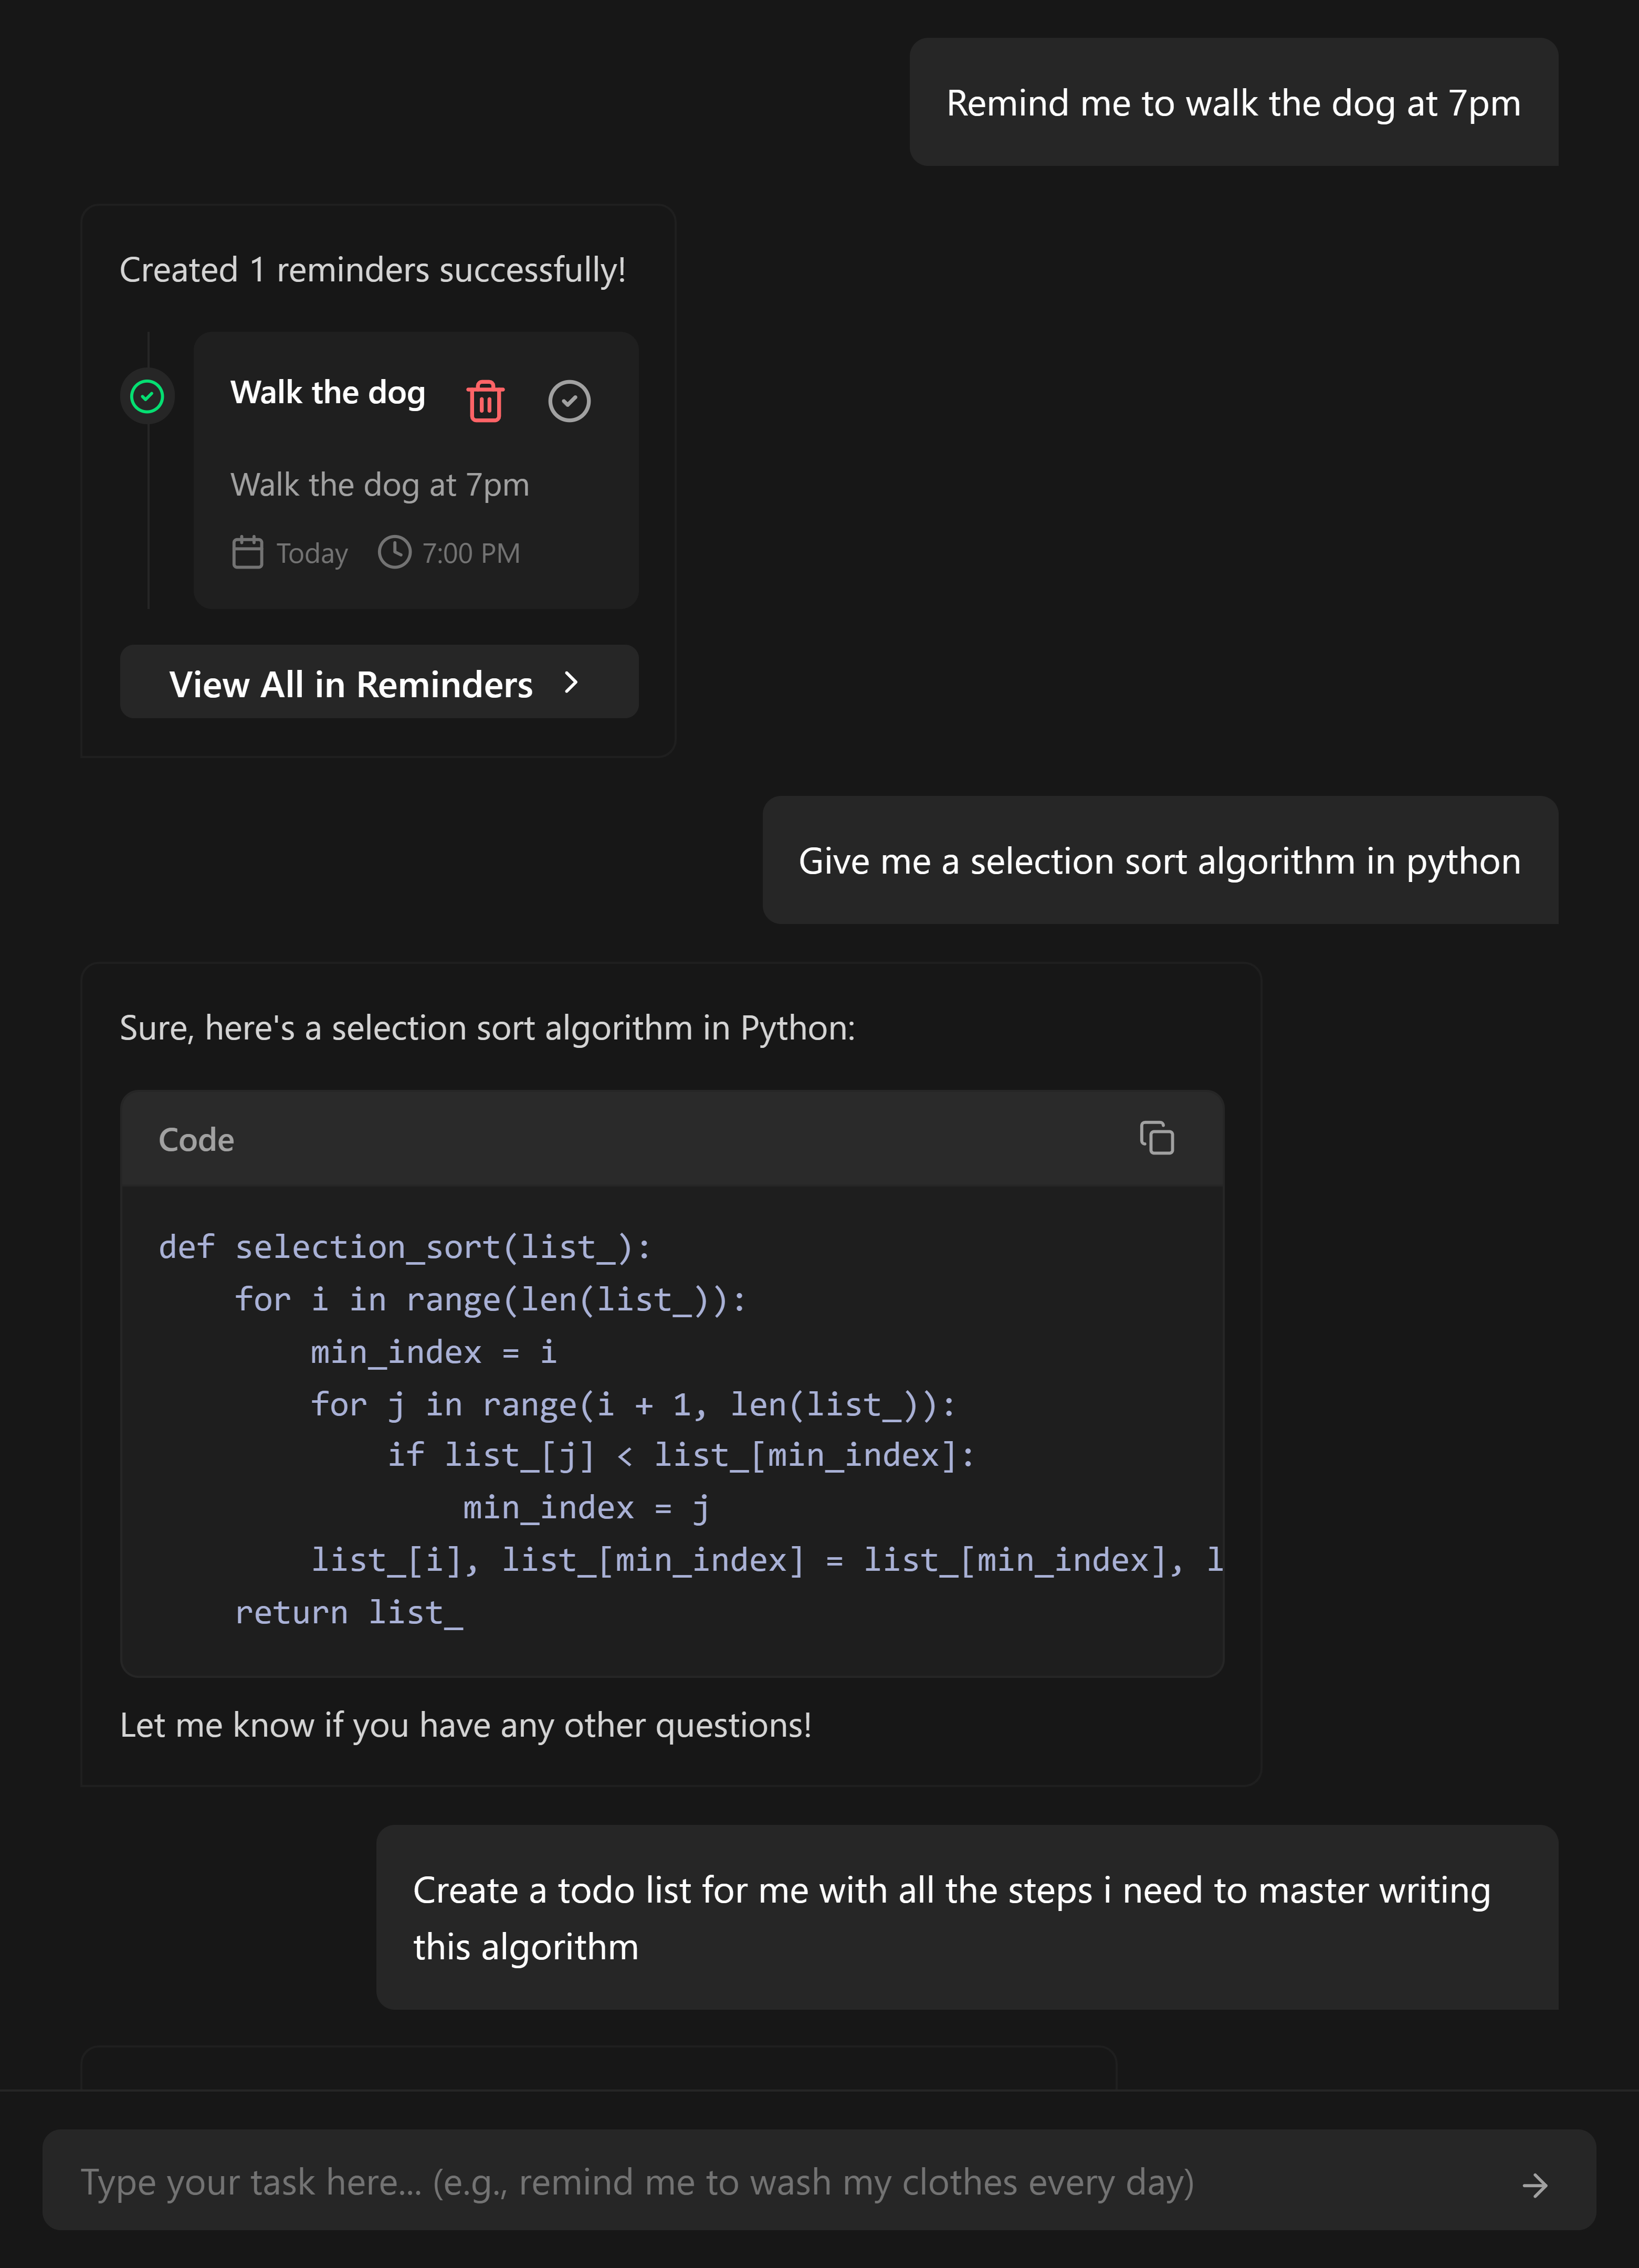 Remind me to walk the dog at 7pm
Created 1 reminders successfully!
Walk the dog
Walk the dog at 7pm
Today 7:00 PM
View All in Reminders
Give me a selection sort algorithm in python
Sure, here's a selection sort algorithm in Python:
Code
def selection_sort(list_):
    for i in range(len(list_)):
        min_index = i
        for j in range(i + 1, len(list_)):
            if list_[j] < list_[min_index]:
                min_index = j
        list_[i], list_[min_index] = list_[min_index], l
    return list_
Let me know if you have any other questions!
Create a todo list for me with all the steps i need to master writing
this algorithm
Type your task here... (e.g., remind me to wash my clothes every day)